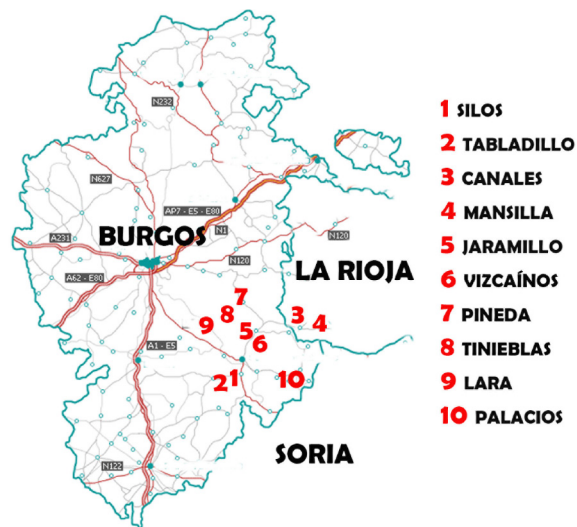 N232
N627
AP7 - E5 - E80
BURGOS
N1
A231
N120
N120
LA RIOJA
A62 - E80
7
8
3
9
5
4
6
A1 - E5
2
1
10
SORIA
N122
1 SILOS
2 TABLADILLO
3 CANALES
4 MANSILLA
5 JARAMILLO
6 VIZCAÍNOS
7 PINEDA
8 TINIEBLAS
9 LARA
10 PALACIOS